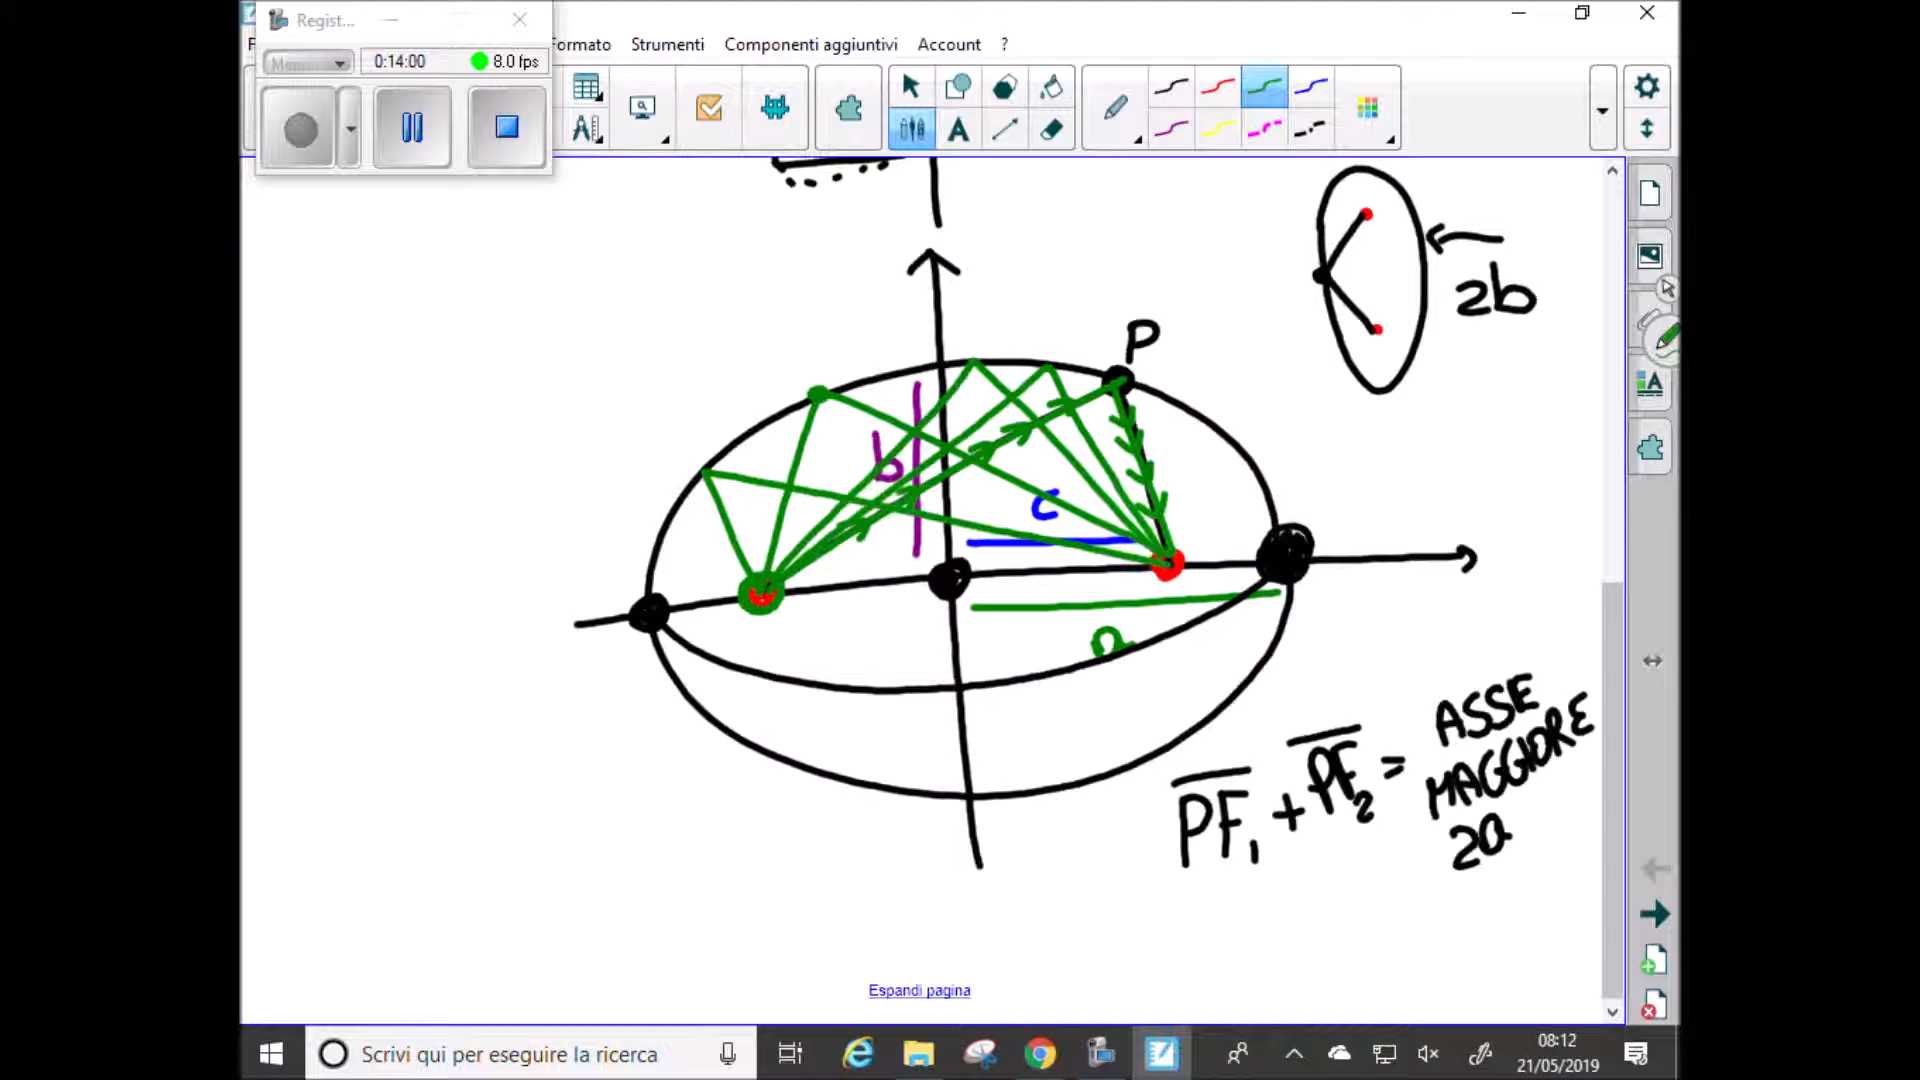 Regist...
Formato Strumenti Componenti aggiuntivi Account ?
0:14:00 8.0 fps
2b
P
b
c
a
PF1 + PF2 = ASSE
MAGGIORE
2a
Espandi pagina
Scrivi qui per eseguire la ricerca
08:12
21/05/2019